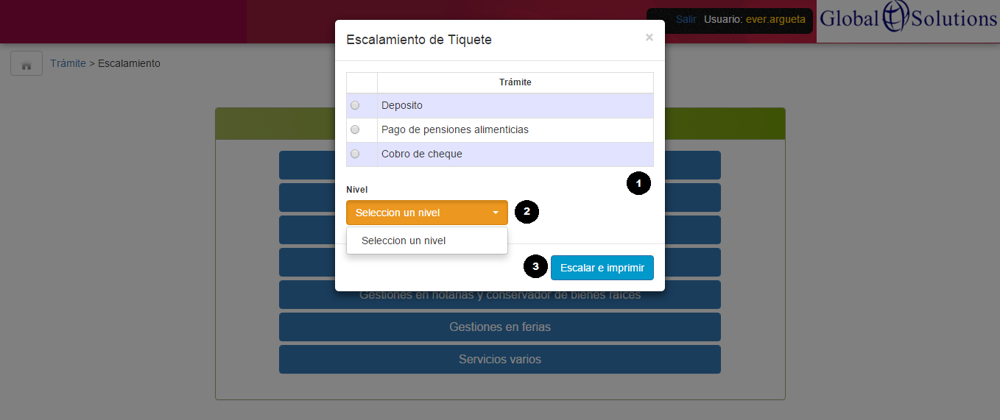 Salir Usuario: ever.argueta
Global Solutions
Trámite > Escalamiento
Escalamiento de Tiquete
×
Trámite
Deposito
Pago de pensiones alimenticias
Cobro de cheque
1
Nivel
Seleccion un nivel
2
Seleccion un nivel
3
Escalar e imprimir
Gestiones en notarias y conservador de bienes raíces
Gestiones en ferias
Servicios varios